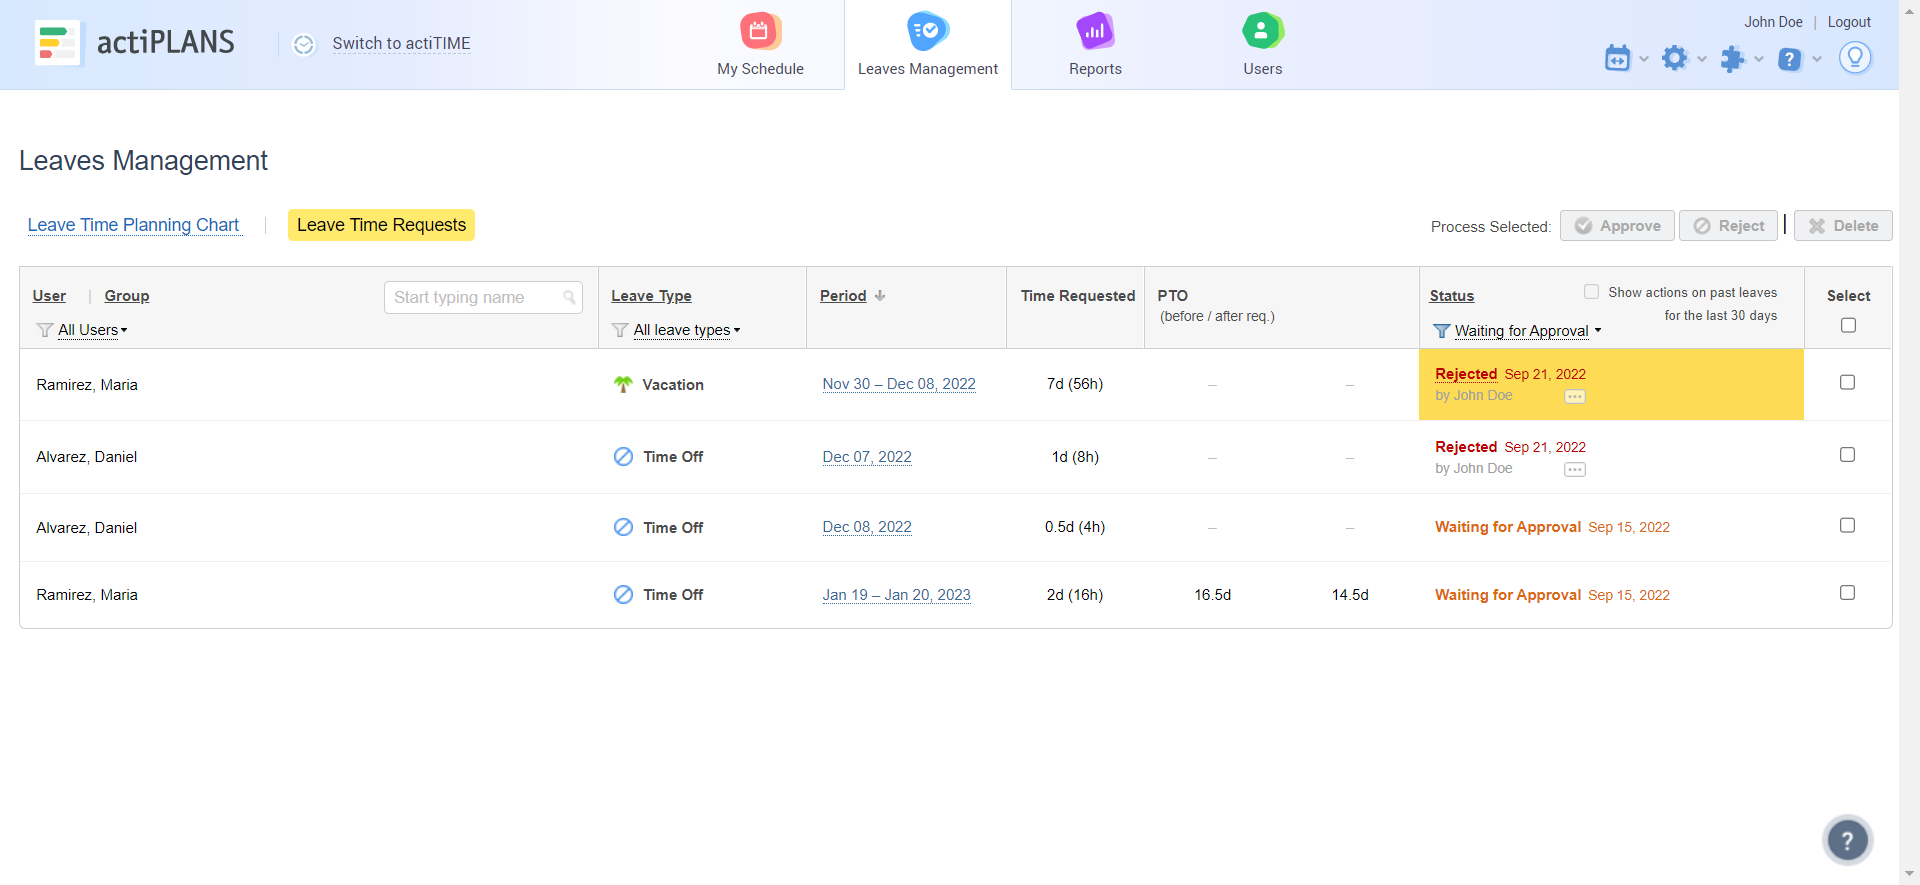 actiPLANS
Switch to actiTIME
My Schedule
Leaves Management
Reports
Users
John Doe | Logout
Leaves Management
Leave Time Planning Chart
Leave Time Requests
Process Selected:
Approve
Reject
Delete
User | Group
Start typing name
All Users
Leave Type
All leave types
Period
Time Requested
PTO
(before / after req.)
Status
Show actions on past leaves
for the last 30 days
Waiting for Approval
Select
Ramirez, Maria
Vacation
Nov 30 – Dec 08, 2022
7d (56h)
–
–
Rejected Sep 21, 2022
by John Doe
Alvarez, Daniel
Time Off
Dec 07, 2022
1d (8h)
–
–
Rejected Sep 21, 2022
by John Doe
Alvarez, Daniel
Time Off
Dec 08, 2022
0.5d (4h)
–
–
Waiting for Approval Sep 15, 2022
Ramirez, Maria
Time Off
Jan 19 – Jan 20, 2023
2d (16h)
16.5d
14.5d
Waiting for Approval Sep 15, 2022
?